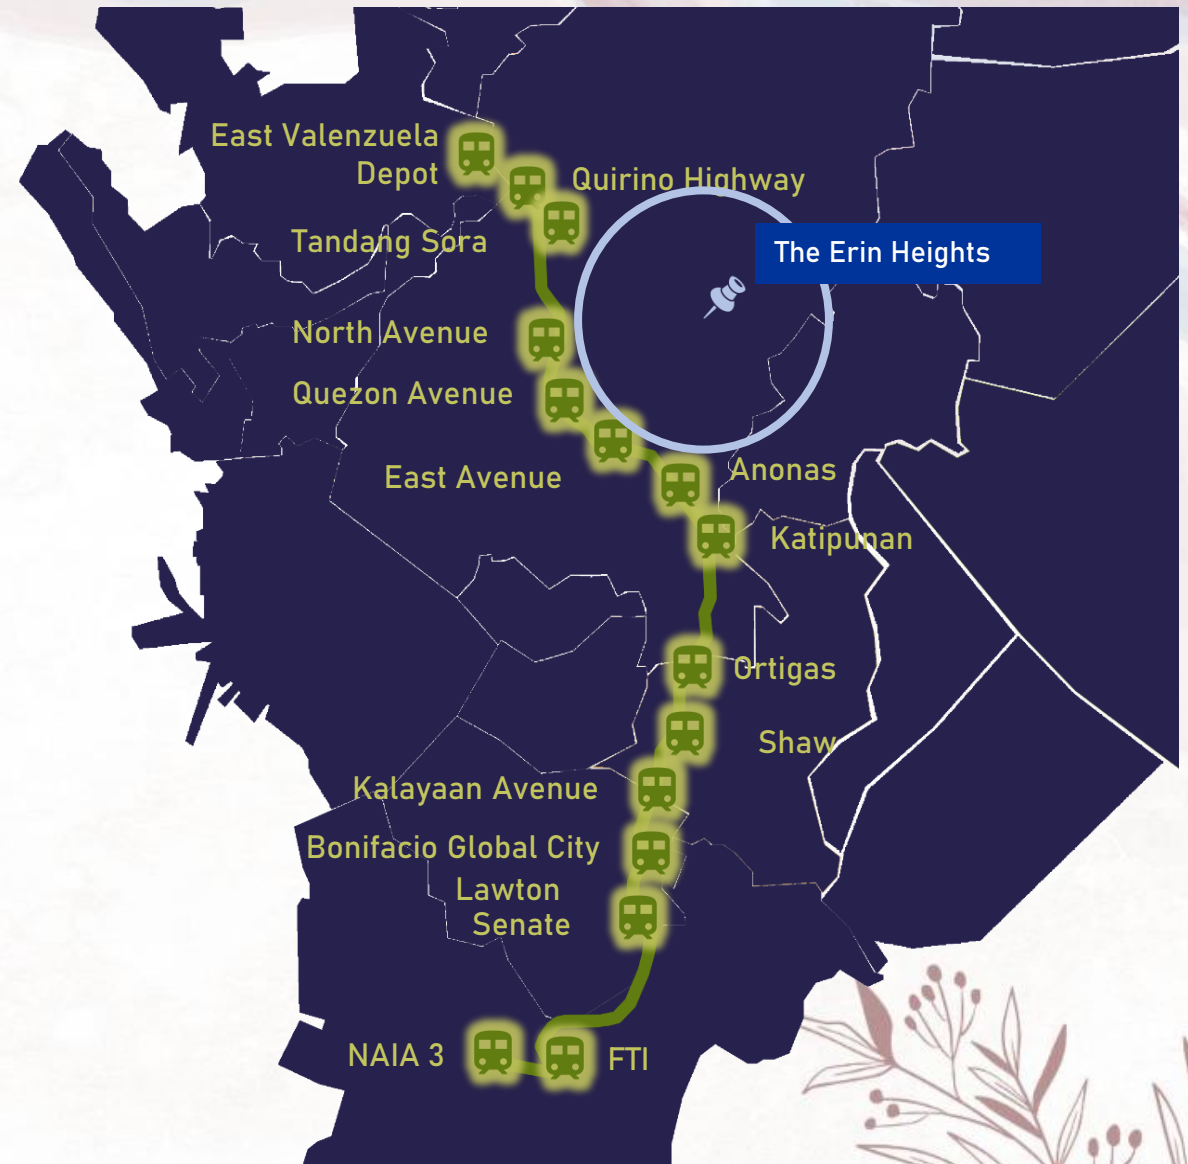 East Valenzuela
Depot
Quirino Highway
Tandang Sora
The Erin Heights
North Avenue
Quezon Avenue
East Avenue
Anonas
Katipunan
Ortigas
Shaw
Kalayaan Avenue
Bonifacio Global City
Lawton
Senate
NAIA 3
FTI